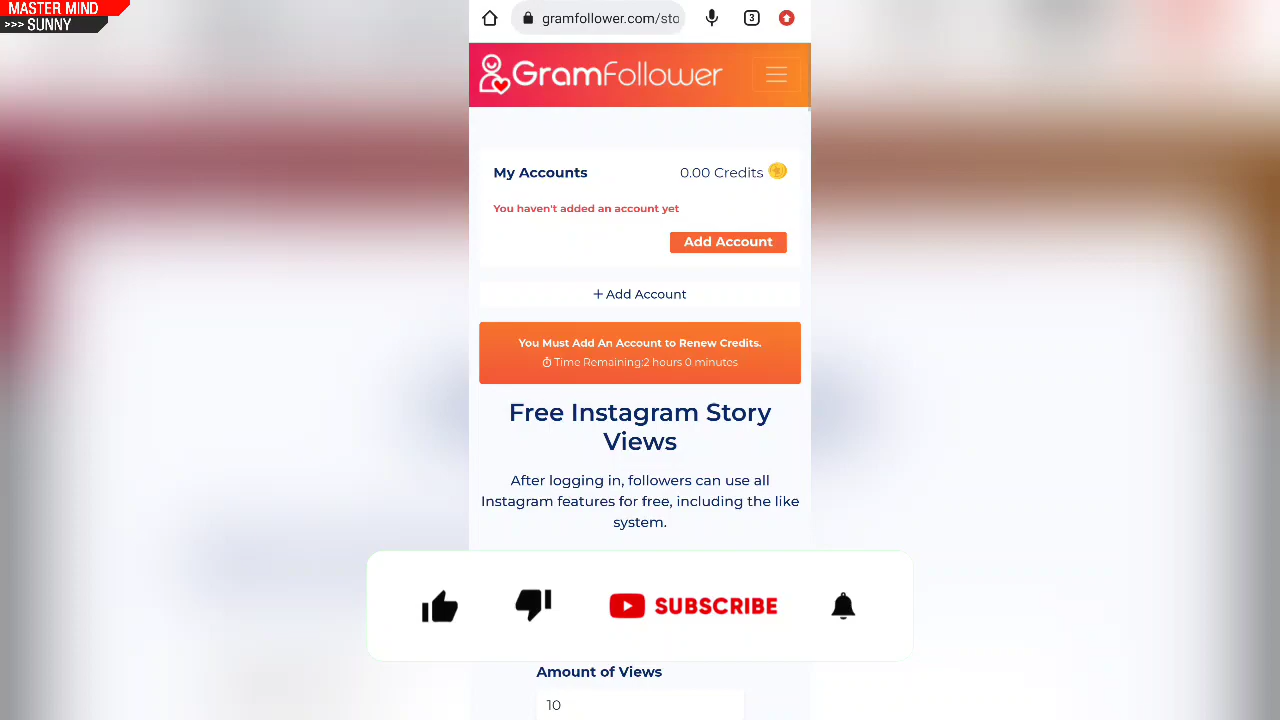 MASTER MIND
>>> SUNNY
gramfollower.com/sto
3
GramFollower
My Accounts
0.00 Credits
You haven't added an account yet
Add Account
+ Add Account
You Must Add An Account to Renew Credits.
Time Remaining:2 hours 0 minutes
Free Instagram Story
Views
After logging in, followers can use all
Instagram features for free, including the like
system.
SUBSCRIBE
Amount of Views
10